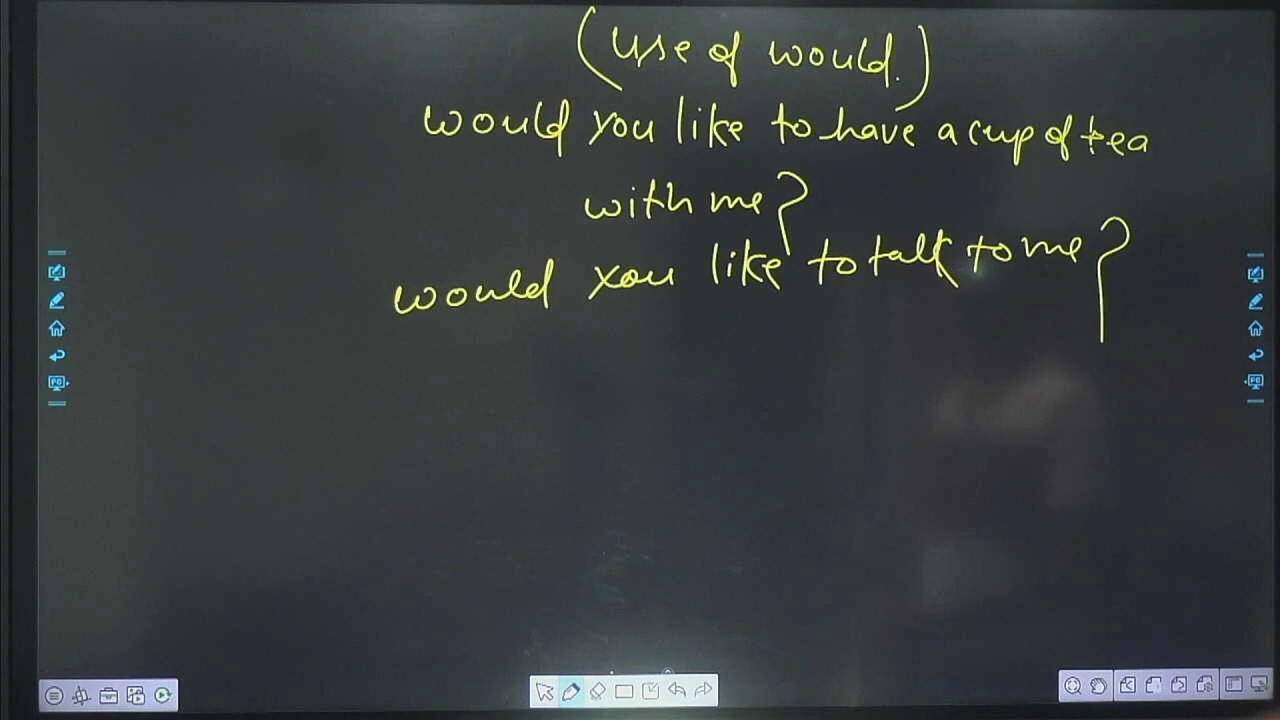 (use of would.)
would you like to have a cup of tea
with me?
would you like to talk to me?